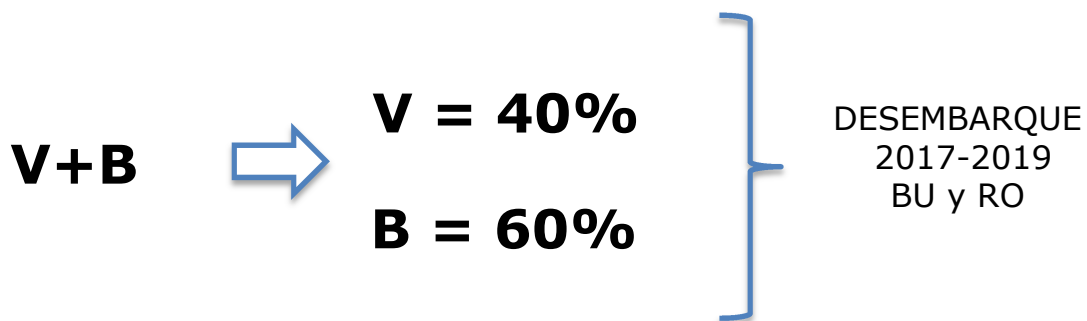 V+B
V = 40%
B = 60%
DESEMBARQUE
2017-2019
BU y RO